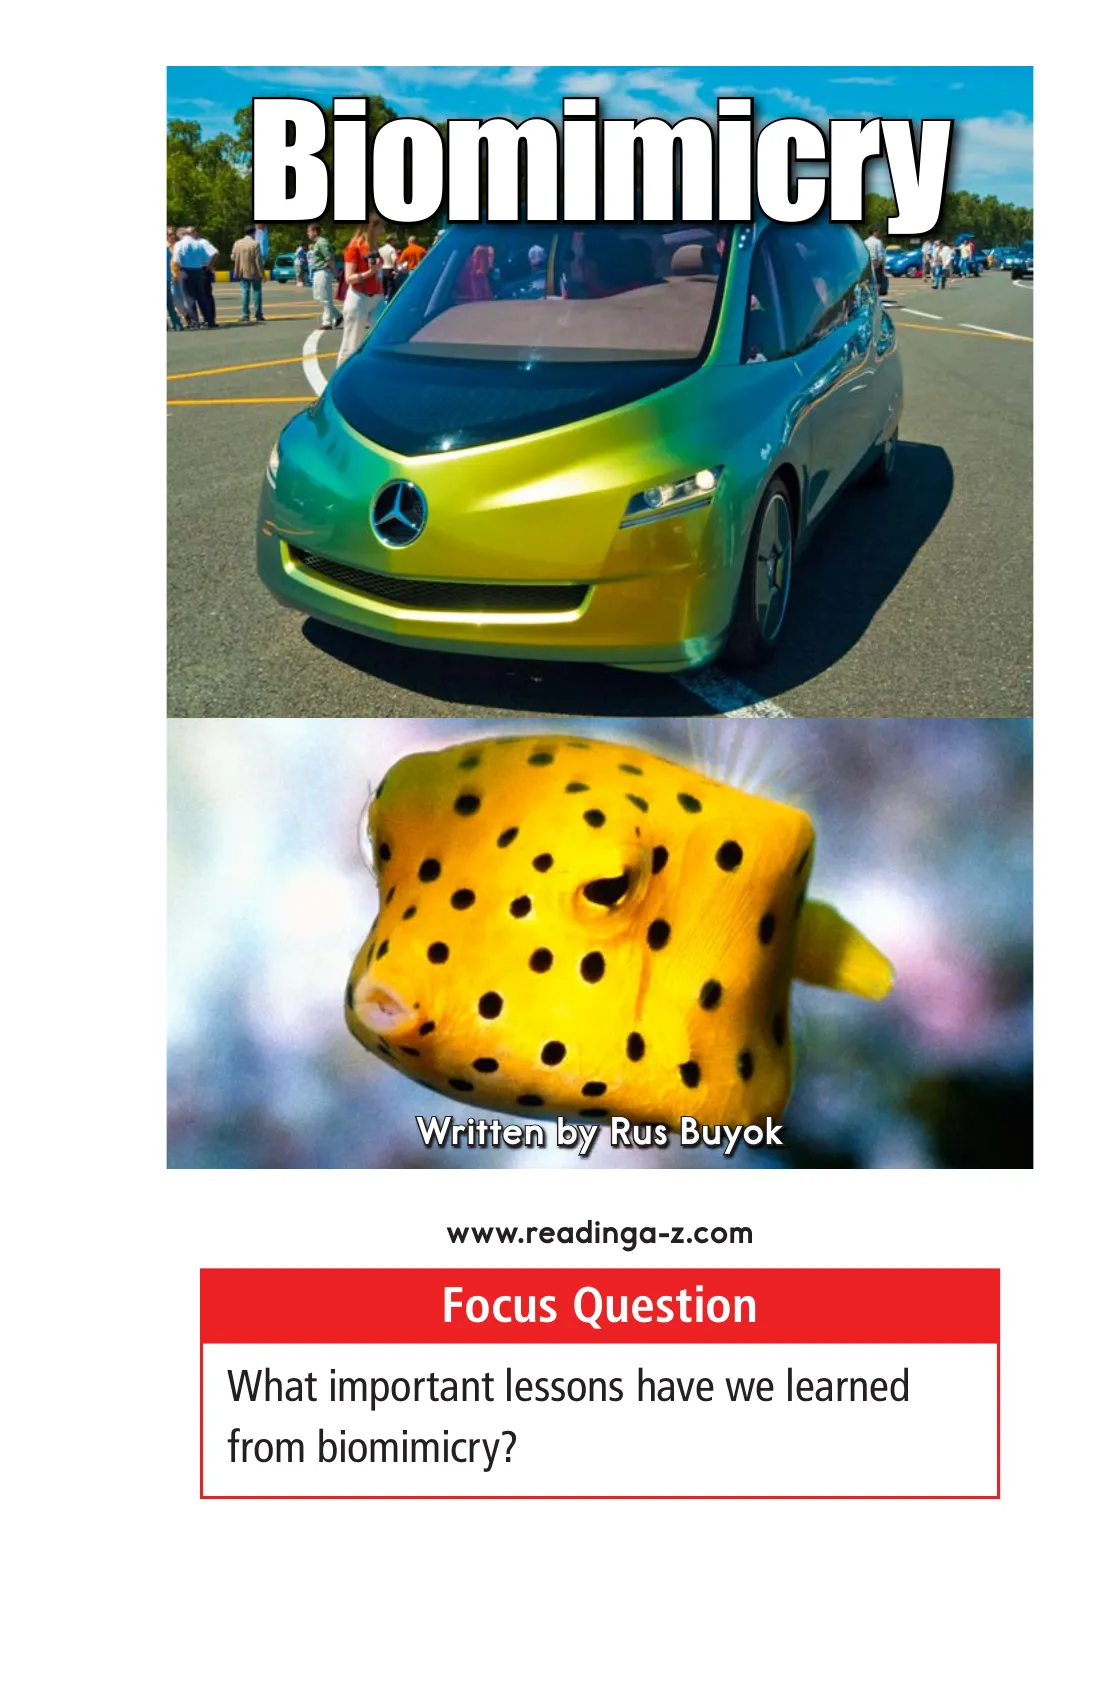 Biomimicry
Written by Rus Buyok
www.readinga-z.com
Focus Question
What important lessons have we learned
from biomimicry?